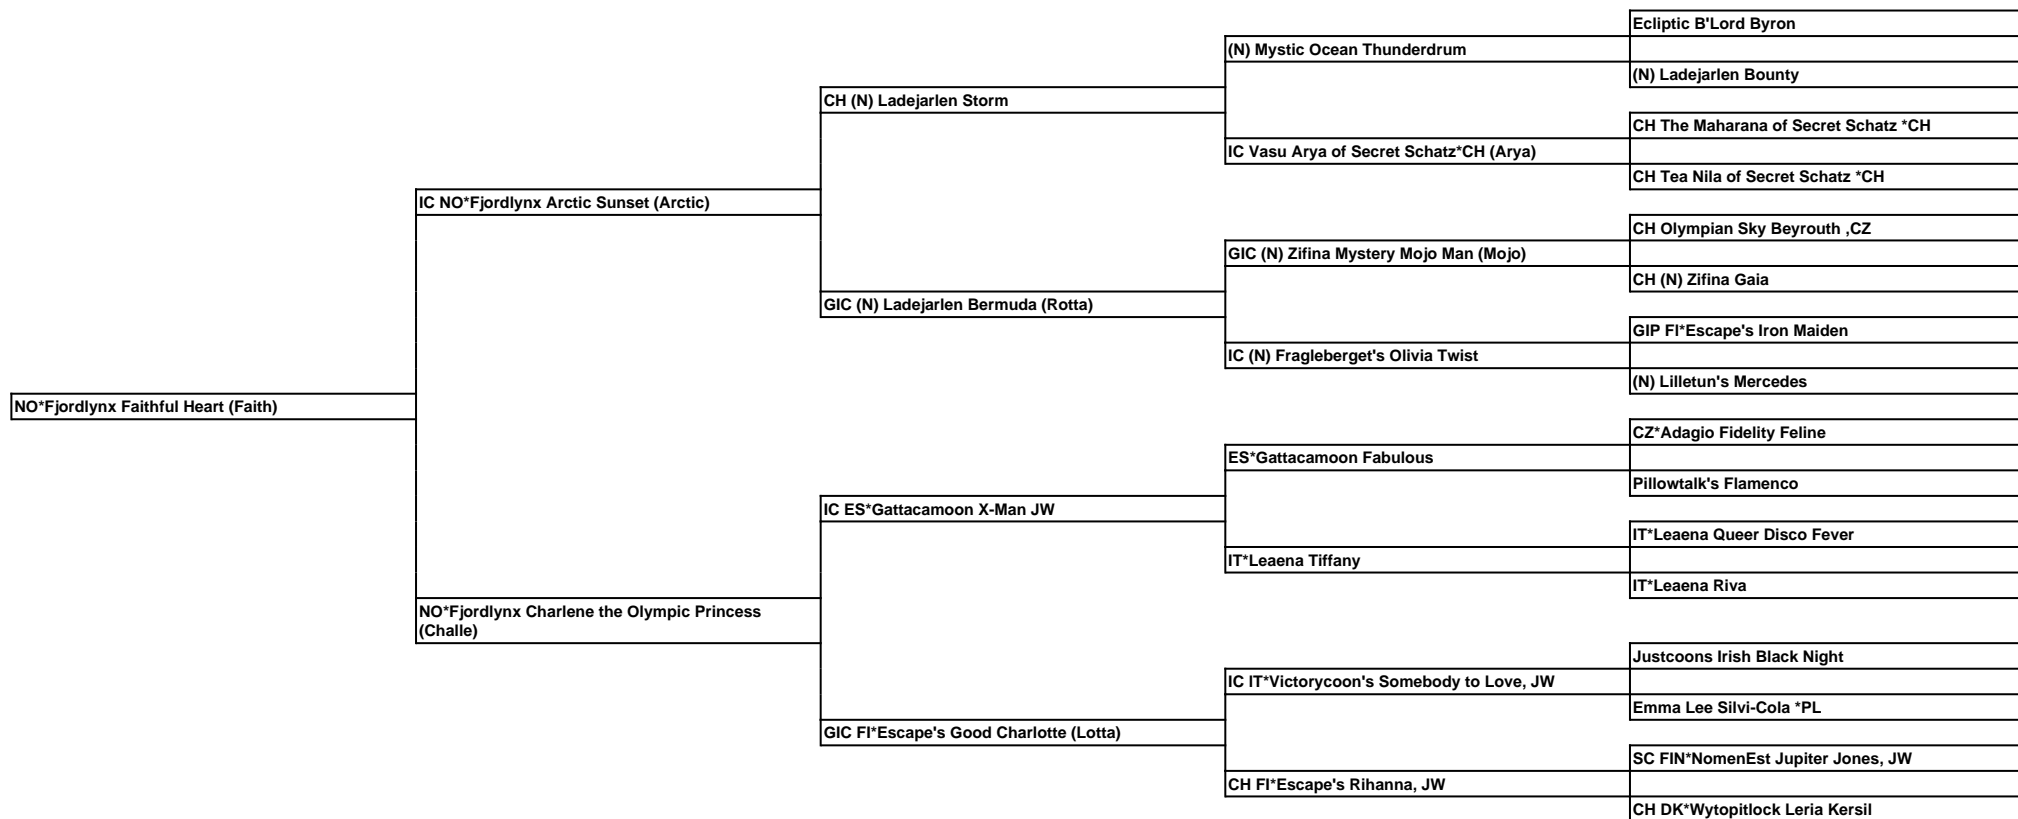 Ecliptic B'Lord Byron
(N) Mystic Ocean Thunderdrum
(N) Ladejarlen Bounty
CH (N) Ladejarlen Storm
CH The Maharana of Secret Schatz *CH
IC Vasu Arya of Secret Schatz*CH (Arya)
CH Tea Nila of Secret Schatz *CH
IC NO*Fjordlynx Arctic Sunset (Arctic)
CH Olympian Sky Beyrouth ,CZ
GIC (N) Zifina Mystery Mojo Man (Mojo)
CH (N) Zifina Gaia
GIC (N) Ladejarlen Bermuda (Rotta)
GIP FI*Escape's Iron Maiden
IC (N) Fragleberget's Olivia Twist
(N) Lilletun's Mercedes
NO*Fjordlynx Faithful Heart (Faith)
CZ*Adagio Fidelity Feline
ES*Gattacamoon Fabulous
Pillowtalk's Flamenco
IC ES*Gattacamoon X-Man JW
IT*Leaena Queer Disco Fever
IT*Leaena Tiffany
IT*Leaena Riva
NO*Fjordlynx Charlene the Olympic Princess
(Challe)
Justcoons Irish Black Night
IC IT*Victorycoon's Somebody to Love, JW
Emma Lee Silvi-Cola *PL
GIC FI*Escape's Good Charlotte (Lotta)
SC FIN*NomenEst Jupiter Jones, JW
CH FI*Escape's Rihanna, JW
CH DK*Wytopitlock Leria Kersil